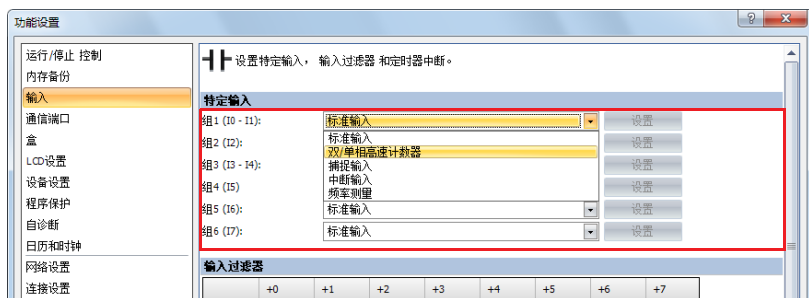 功能设置
运行/停止 控制
内存备份
输入
通信端口
盒
LCD设置
设备设置
程序保护
自诊断
日历和时钟
网络设置
连接设置
设置特定输入， 输入过滤器 和定时器中断。
特定输入
组1 (I0 - I1): 标准输入 设置
组2 (I2): 标准输入 设置
双/单相高速计数器
组3 (I3 - I4): 捕捉输入 设置
中断输入
组4 (I5) 频率测量 设置
组5 (I6): 标准输入 设置
组6 (I7): 标准输入 设置
输入过滤器
+0 +1 +2 +3 +4 +5 +6 +7